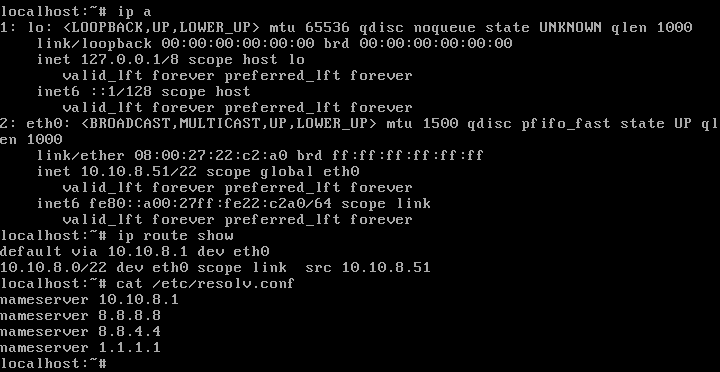 localhost:~# ip a
1: lo: <LOOPBACK,UP,LOWER_UP> mtu 65536 qdisc noqueue state UNKNOWN qlen 1000
    link/loopback 00:00:00:00:00:00 brd 00:00:00:00:00:00
    inet 127.0.0.1/8 scope host lo
       valid_lft forever preferred_lft forever
    inet6 ::1/128 scope host
       valid_lft forever preferred_lft forever
2: eth0: <BROADCAST,MULTICAST,UP,LOWER_UP> mtu 1500 qdisc pfifo_fast state UP ql
en 1000
    link/ether 08:00:27:22:c2:a0 brd ff:ff:ff:ff:ff:ff
    inet 10.10.8.51/22 scope global eth0
       valid_lft forever preferred_lft forever
    inet6 fe80::a00:27ff:fe22:c2a0/64 scope link
       valid_lft forever preferred_lft forever
localhost:~# ip route show
default via 10.10.8.1 dev eth0
10.10.8.0/22 dev eth0 scope link  src 10.10.8.51
localhost:~# cat /etc/resolv.conf
nameserver 10.10.8.1
nameserver 8.8.8.8
nameserver 8.8.4.4
nameserver 1.1.1.1
localhost:~#